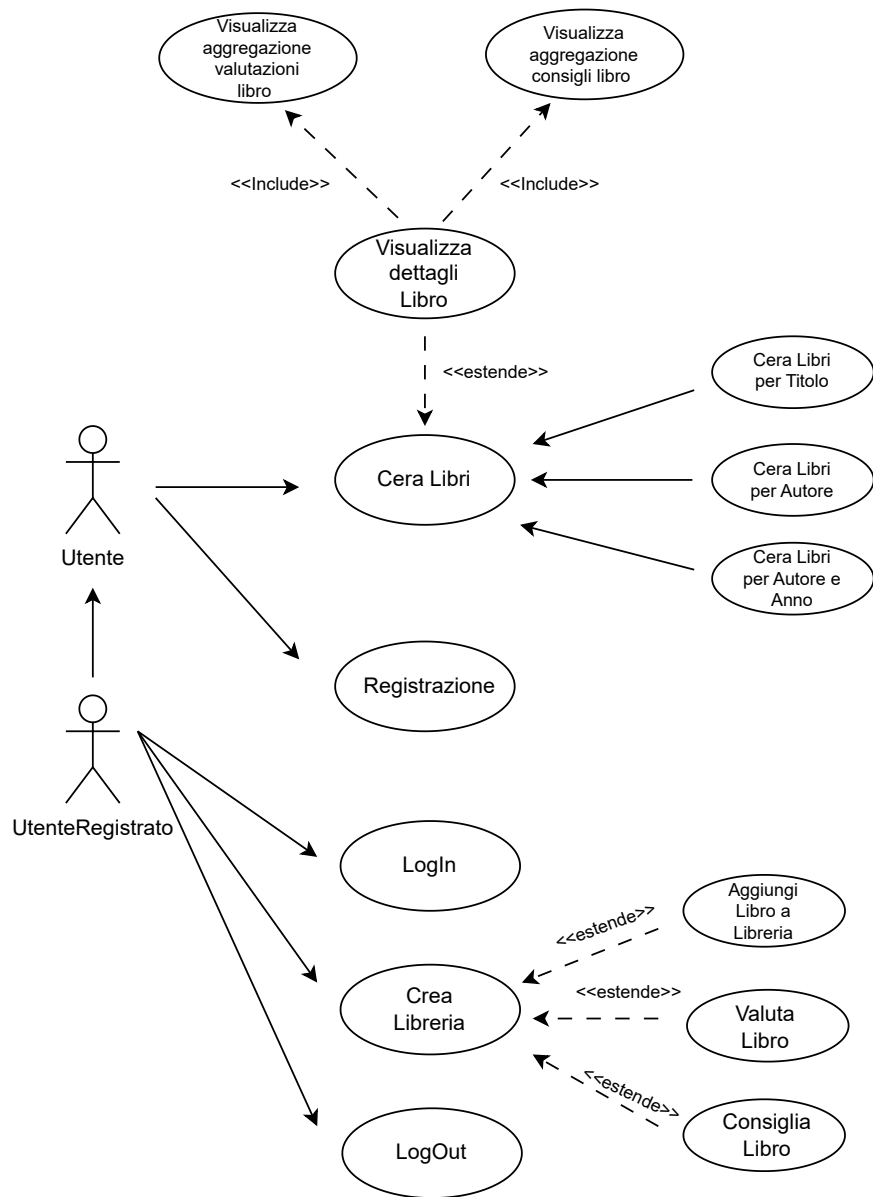 Visualizza
aggregazione
valutazioni
libro
Visualizza
aggregazione
consigli libro
<<Include>>
<<Include>>
Visualizza
dettagli
Libro
<<estende>>
Cera Libri
per Titolo
Cera Libri
Cera Libri
per Autore
Utente
Cera Libri
per Autore e
Anno
Registrazione
UtenteRegistrato
LogIn
Aggiungi
Libro a
Libreria
<<estende>>
Crea
Libreria
<<estende>>
Valuta
Libro
<<estende>>
Consiglia
Libro
LogOut